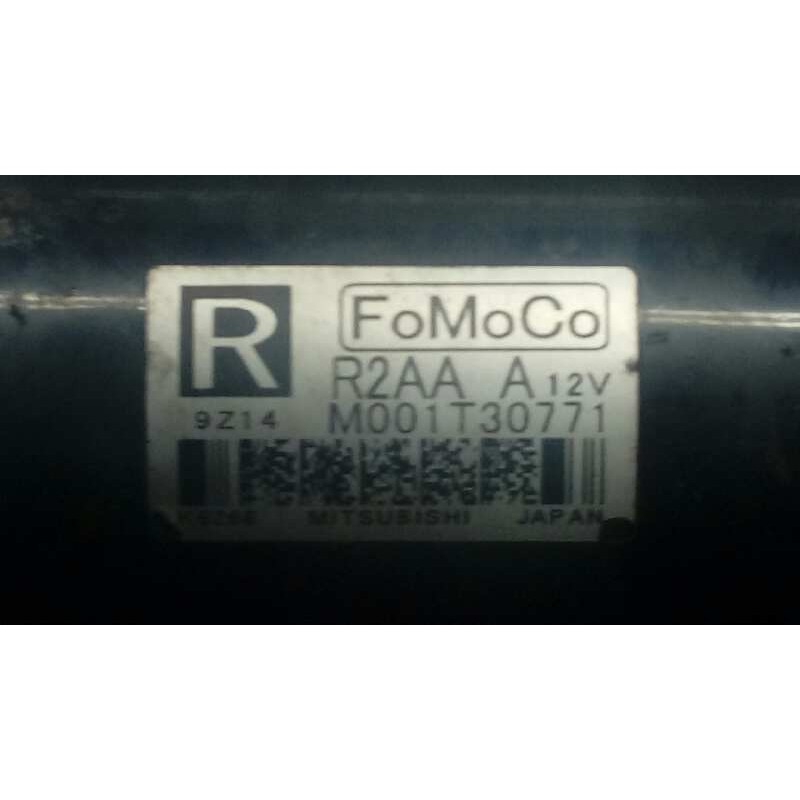 R
FoMoCo
R2AA A 12V
9Z14 M001T30771
MITSUBISHI JAPAN